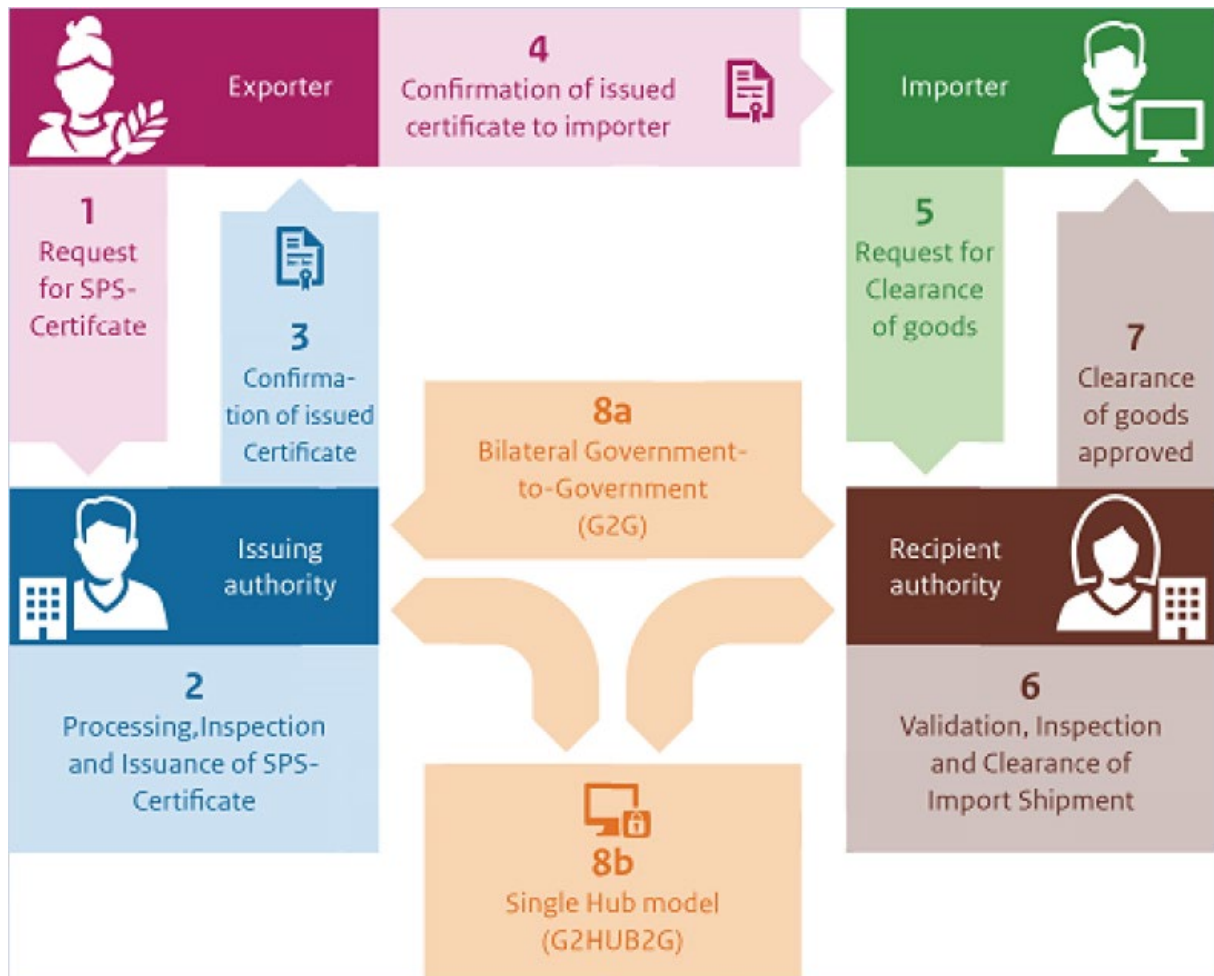 Exporter
4
Confirmation of issued
certificate to importer
Importer
1
Request
for SPS-
Certifcate
3
Confirma-
tion of issued
Certificate
5
Request for
Clearance
of goods
7
Clearance
of goods
approved
8a
Bilateral Government-
to-Government
(G2G)
Issuing
authority
Recipient
authority
2
Processing,Inspection
and Issuance of SPS-
Certificate
6
Validation, Inspection
and Clearance of
Import Shipment
8b
Single Hub model
(G2HUB2G)